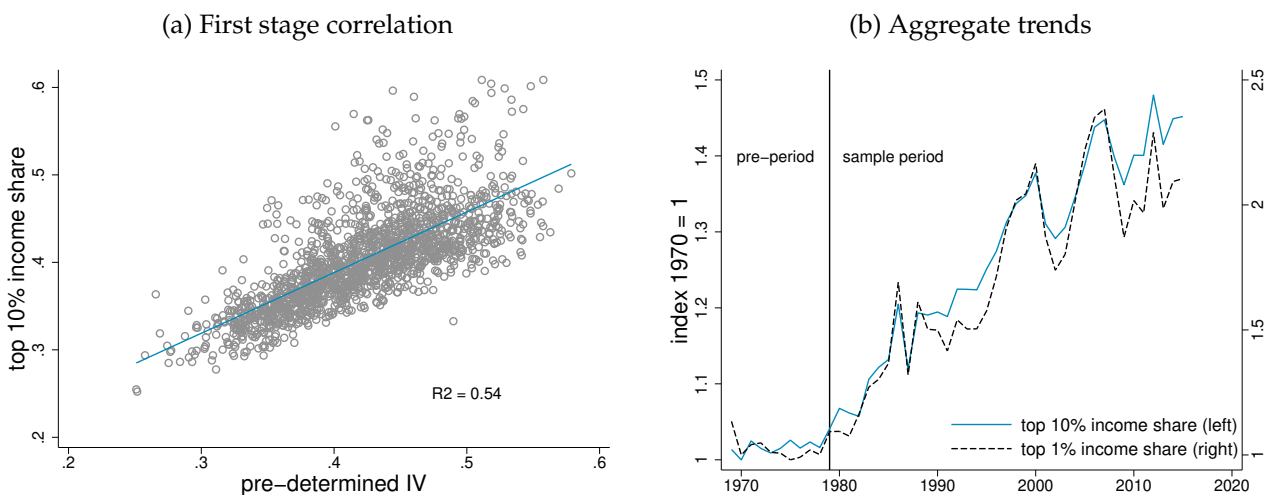 (a) First stage correlation
top 10% income share
.6
.5
.4
.3
.2
R2 = 0.54
.2 .3 .4 .5 .6
pre−determined IV
(b) Aggregate trends
index 1970 = 1
1.5
1.4
1.3
1.2
1.1
1
pre−period
sample period
2.5
2
1.5
1
top 10% income share (left)
top 1% income share (right)
1970 1980 1990 2000 2010 2020